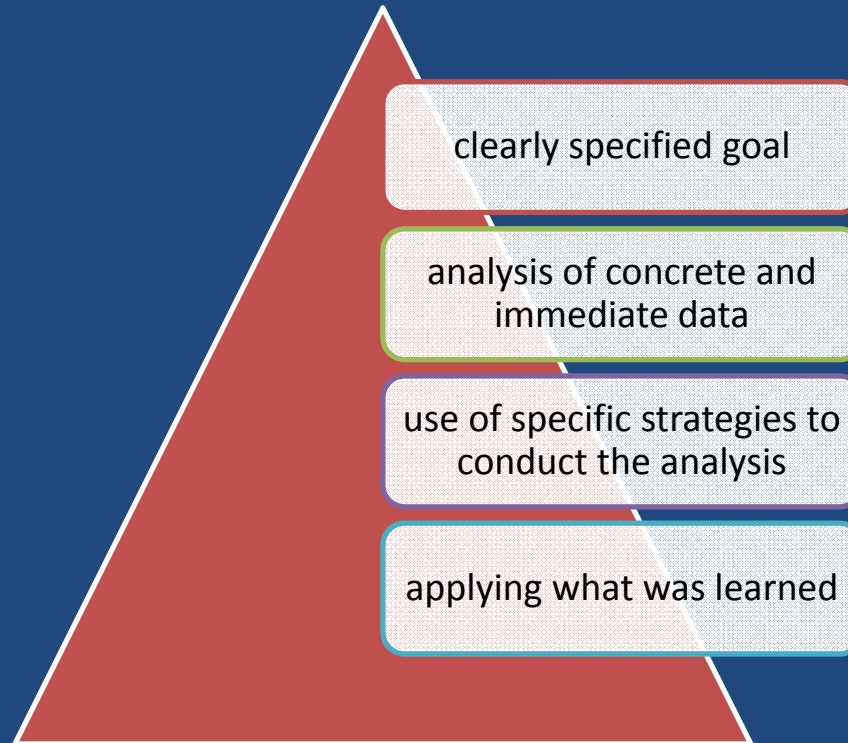 clearly specified goal
analysis of concrete and
immediate data
use of specific strategies to
conduct the analysis
applying what was learned